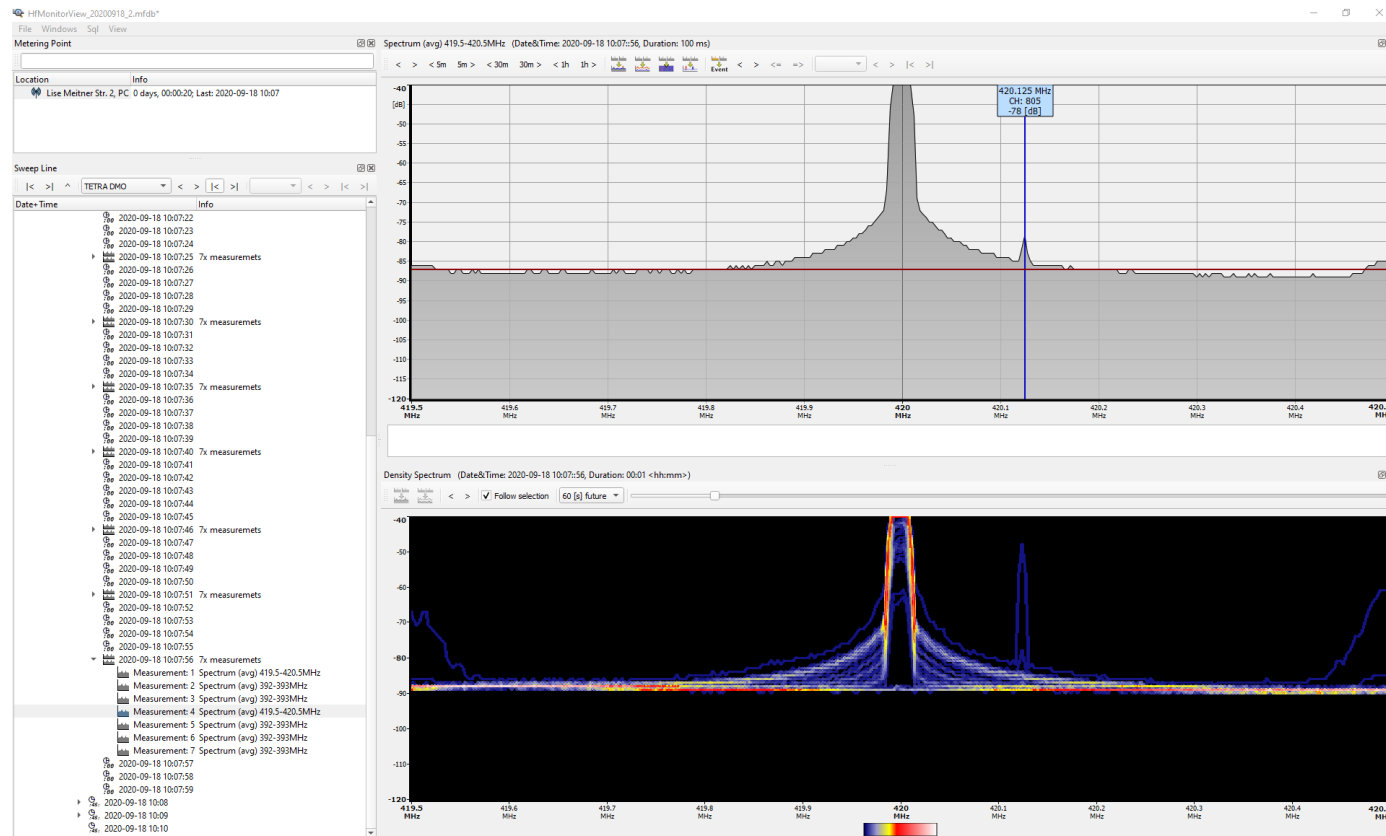 HfMonitorView_20200918_2.mfdb*
File Windows Sql View
Metering Point
Location Info
Lise Meitner Str. 2, PC 0 days, 00:00:20; Last: 2020-09-18 10:07
Sweep Line
|< >| ^ TETRA DMO < > |< >| < > |< >|
Date+Time Info
2020-09-18 10:07:22
2020-09-18 10:07:23
2020-09-18 10:07:24
2020-09-18 10:07:25 7x measuremets
2020-09-18 10:07:26
2020-09-18 10:07:27
2020-09-18 10:07:28
2020-09-18 10:07:29
2020-09-18 10:07:30 7x measuremets
2020-09-18 10:07:31
2020-09-18 10:07:32
2020-09-18 10:07:33
2020-09-18 10:07:34
2020-09-18 10:07:35 7x measuremets
2020-09-18 10:07:36
2020-09-18 10:07:37
2020-09-18 10:07:38
2020-09-18 10:07:39
2020-09-18 10:07:40 7x measuremets
2020-09-18 10:07:41
2020-09-18 10:07:42
2020-09-18 10:07:43
2020-09-18 10:07:44
2020-09-18 10:07:45
2020-09-18 10:07:46 7x measuremets
2020-09-18 10:07:47
2020-09-18 10:07:48
2020-09-18 10:07:49
2020-09-18 10:07:50
2020-09-18 10:07:51 7x measuremets
2020-09-18 10:07:52
2020-09-18 10:07:53
2020-09-18 10:07:54
2020-09-18 10:07:55
2020-09-18 10:07:56 7x measuremets
Measurement: 1 Spectrum (avg) 419.5-420.5MHz
Measurement: 2 Spectrum (avg) 392-393MHz
Measurement: 3 Spectrum (avg) 392-393MHz
Measurement: 4 Spectrum (avg) 419.5-420.5MHz
Measurement: 5 Spectrum (avg) 392-393MHz
Measurement: 6 Spectrum (avg) 392-393MHz
Measurement: 7 Spectrum (avg) 392-393MHz
2020-09-18 10:07:57
2020-09-18 10:07:58
2020-09-18 10:07:59
2020-09-18 10:08
2020-09-18 10:09
2020-09-18 10:10
Spectrum (avg) 419.5-420.5MHz (Date&Time: 2020-09-18 10:07::56, Duration: 100 ms)
< > < 5m 5m > < 30m 30m > < 1h 1h > Event < > <= => < > |< >|
420.125 MHz
CH: 805
-78 [dB]
-40
[dB]
-50
-55
-60
-65
-70
-75
-80
-85
-90
-95
-100
-105
-110
-115
-120
419.5 419.6 419.7 419.8 419.9 420 420.1 420.2 420.3 420.4 420.
MHz MHz MHz MHz MHz MHz MHz MHz MHz MHz MH
Density Spectrum (Date&Time: 2020-09-18 10:07::56, Duration: 00:01 <hh:mm>)
< > Follow selection 60 [s] future
-40
-50
-60
-70
-80
-90
-100
-110
-120
419.5 419.6 419.7 419.8 419.9 420 420.1 420.2 420.3 420.4 420.
MHz MHz MHz MHz MHz MHz MHz MHz MHz MHz MH